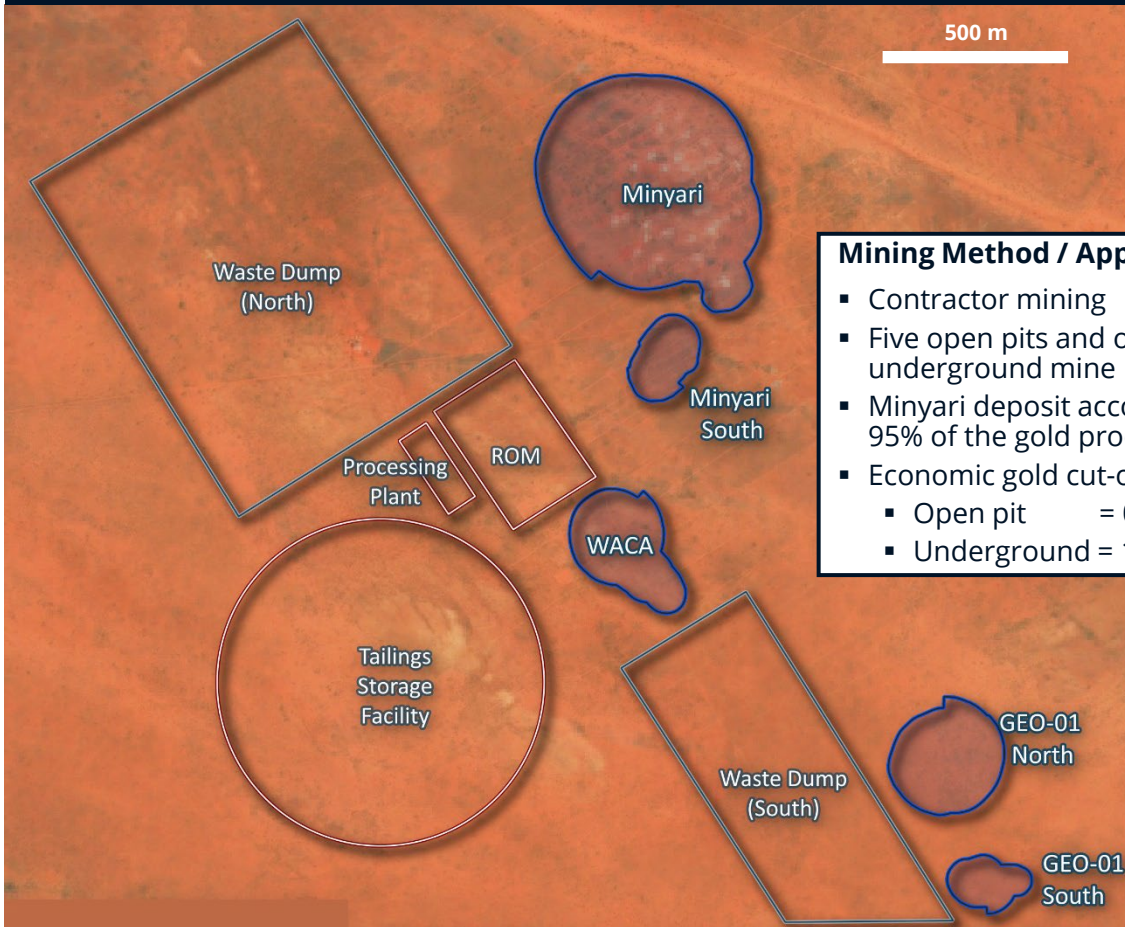 500 m
Minyari
Waste Dump
(North)
Mining Method / App
▪ Contractor mining
▪ Five open pits and o
underground mine
▪ Minyari deposit acco
95% of the gold pro
▪ Economic gold cut-o
▪ Open pit = 0
▪ Underground = 1
Minyari
South
ROM
Processing
Plant
WACA
Tailings
Storage
Facility
GEO-01
North
Waste Dump
(South)
GEO-01
South